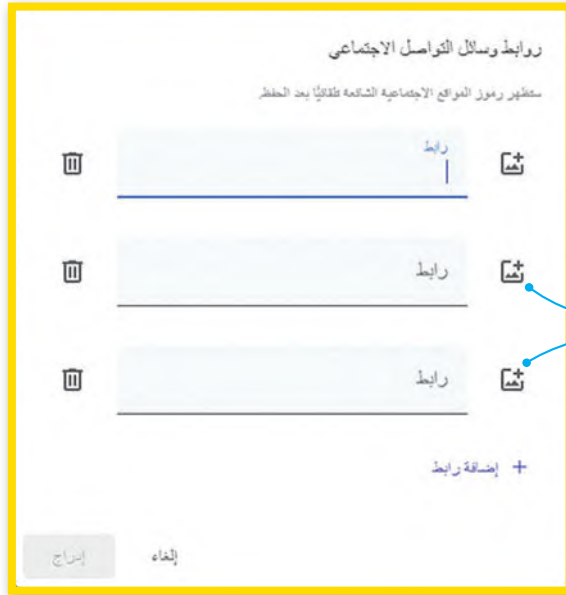 روابط وسائل التواصل الاجتماعي
ستظهر رموز المواقع الاجتماعية الشائعة تلقائيًا بعد الحفظ.
رابط
رابط
رابط
+ إضافة رابط
إلغاء
إدراج